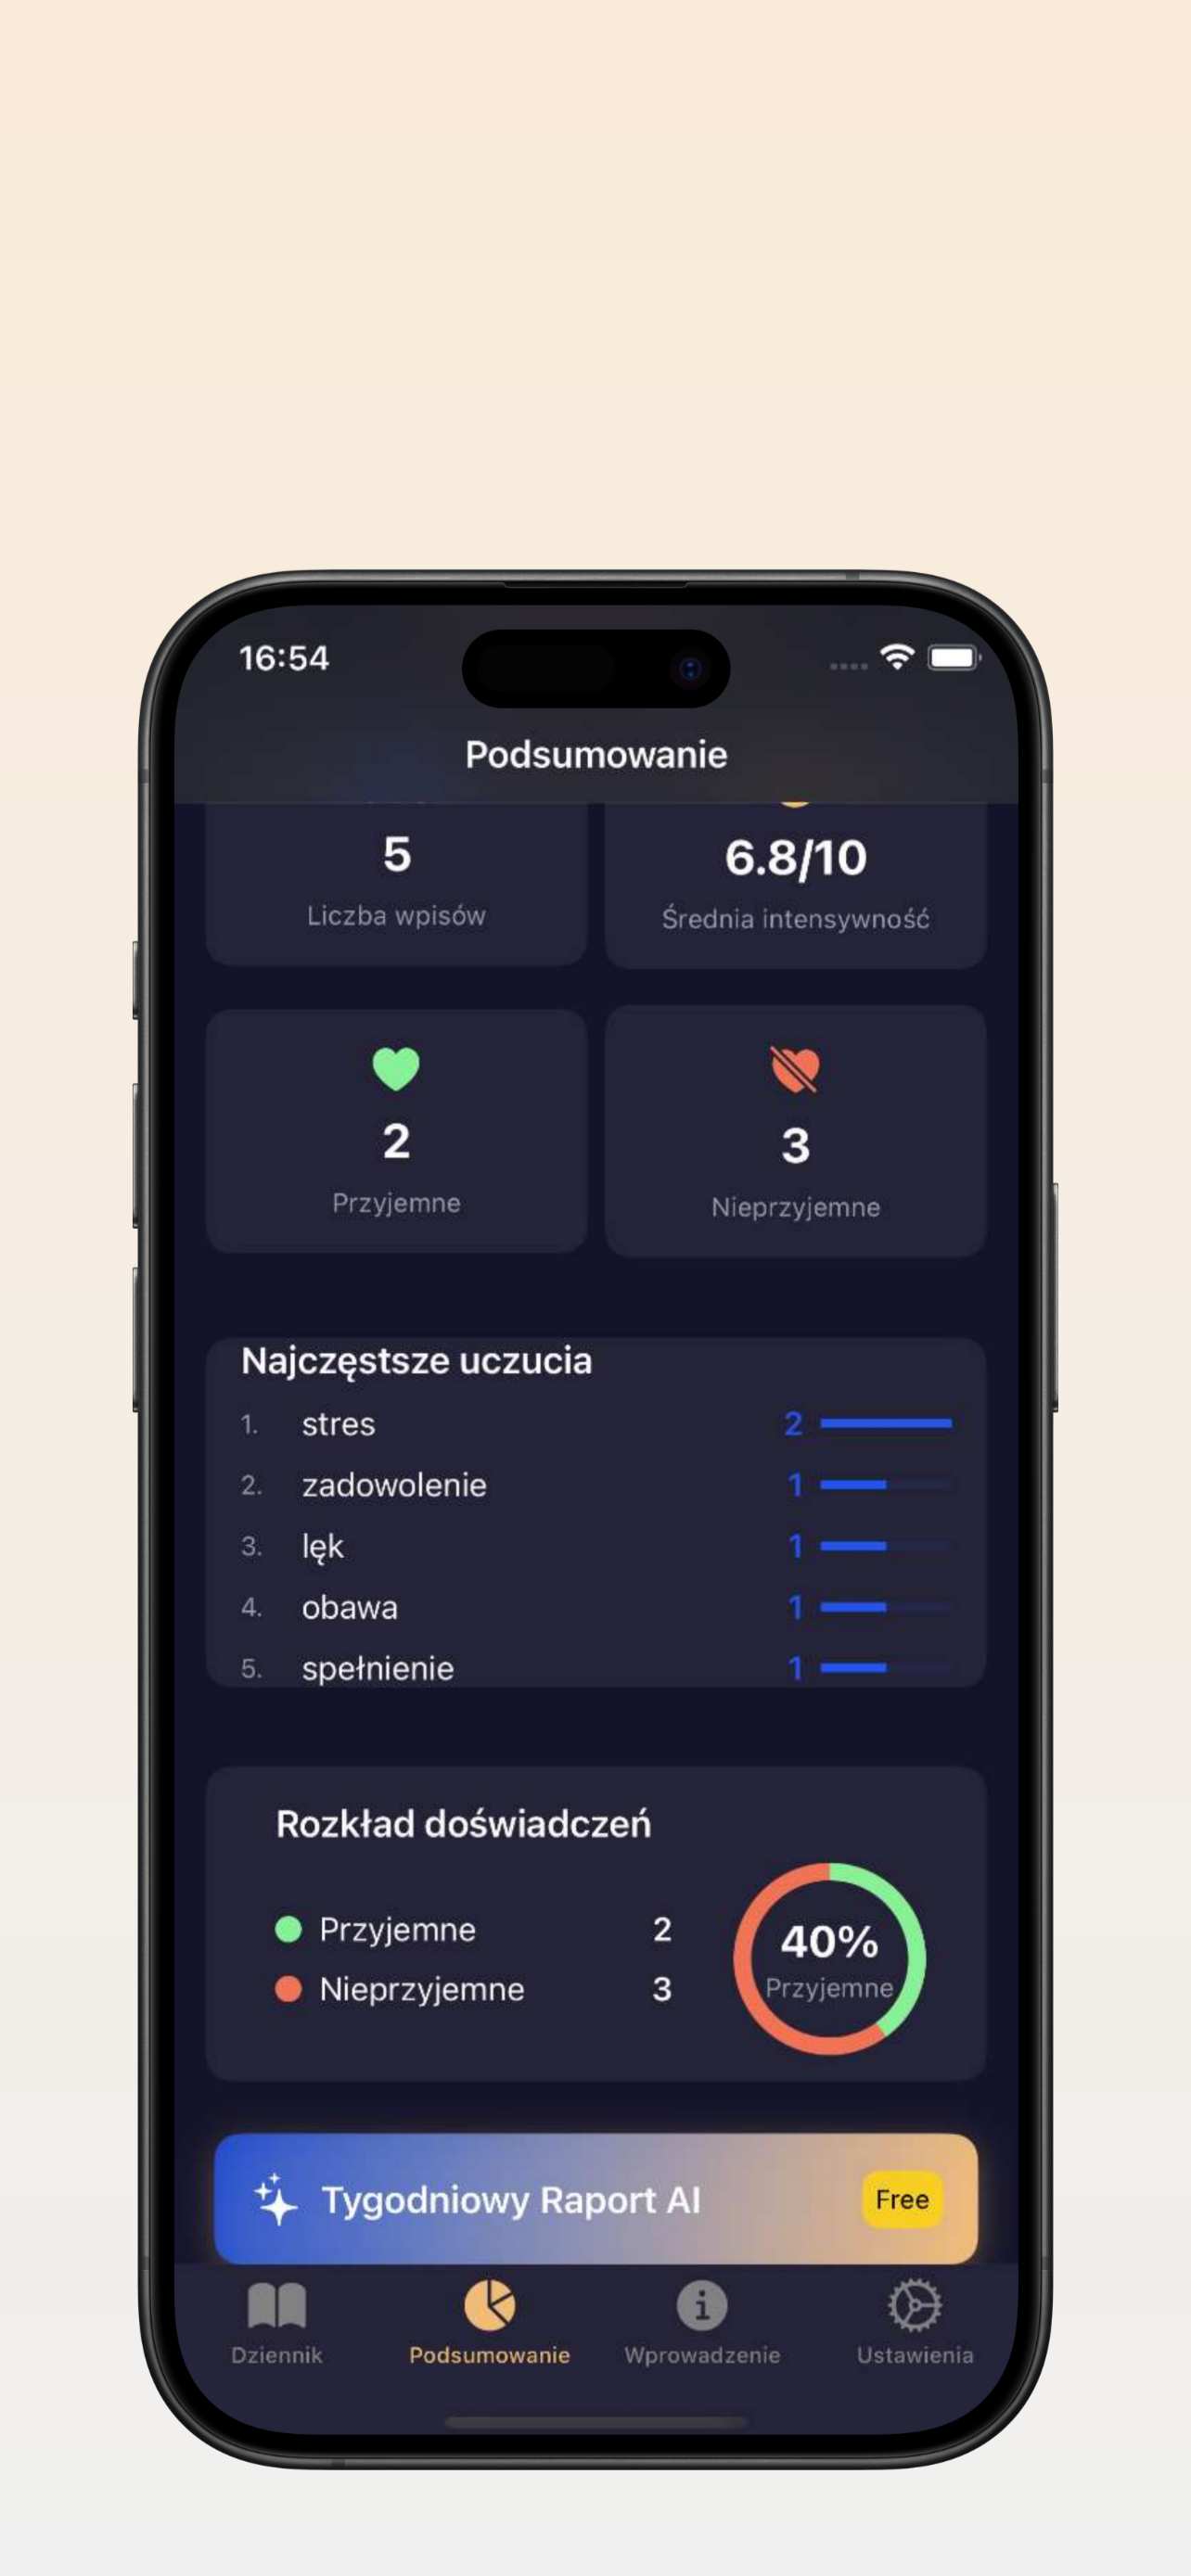 16:54
Podsumowanie
5
Liczba wpisów
6.8/10
Średnia intensywność
2
Przyjemne
3
Nieprzyjemne
Najczęstsze uczucia
1. stres 2
2. zadowolenie 1
3. lęk 1
4. obawa 1
5. spełnienie 1
Rozkład doświadczeń
Przyjemne 2
Nieprzyjemne 3
40%
Przyjemne
Tygodniowy Raport AI
Free
Dziennik
Podsumowanie
Wprowadzenie
Ustawienia